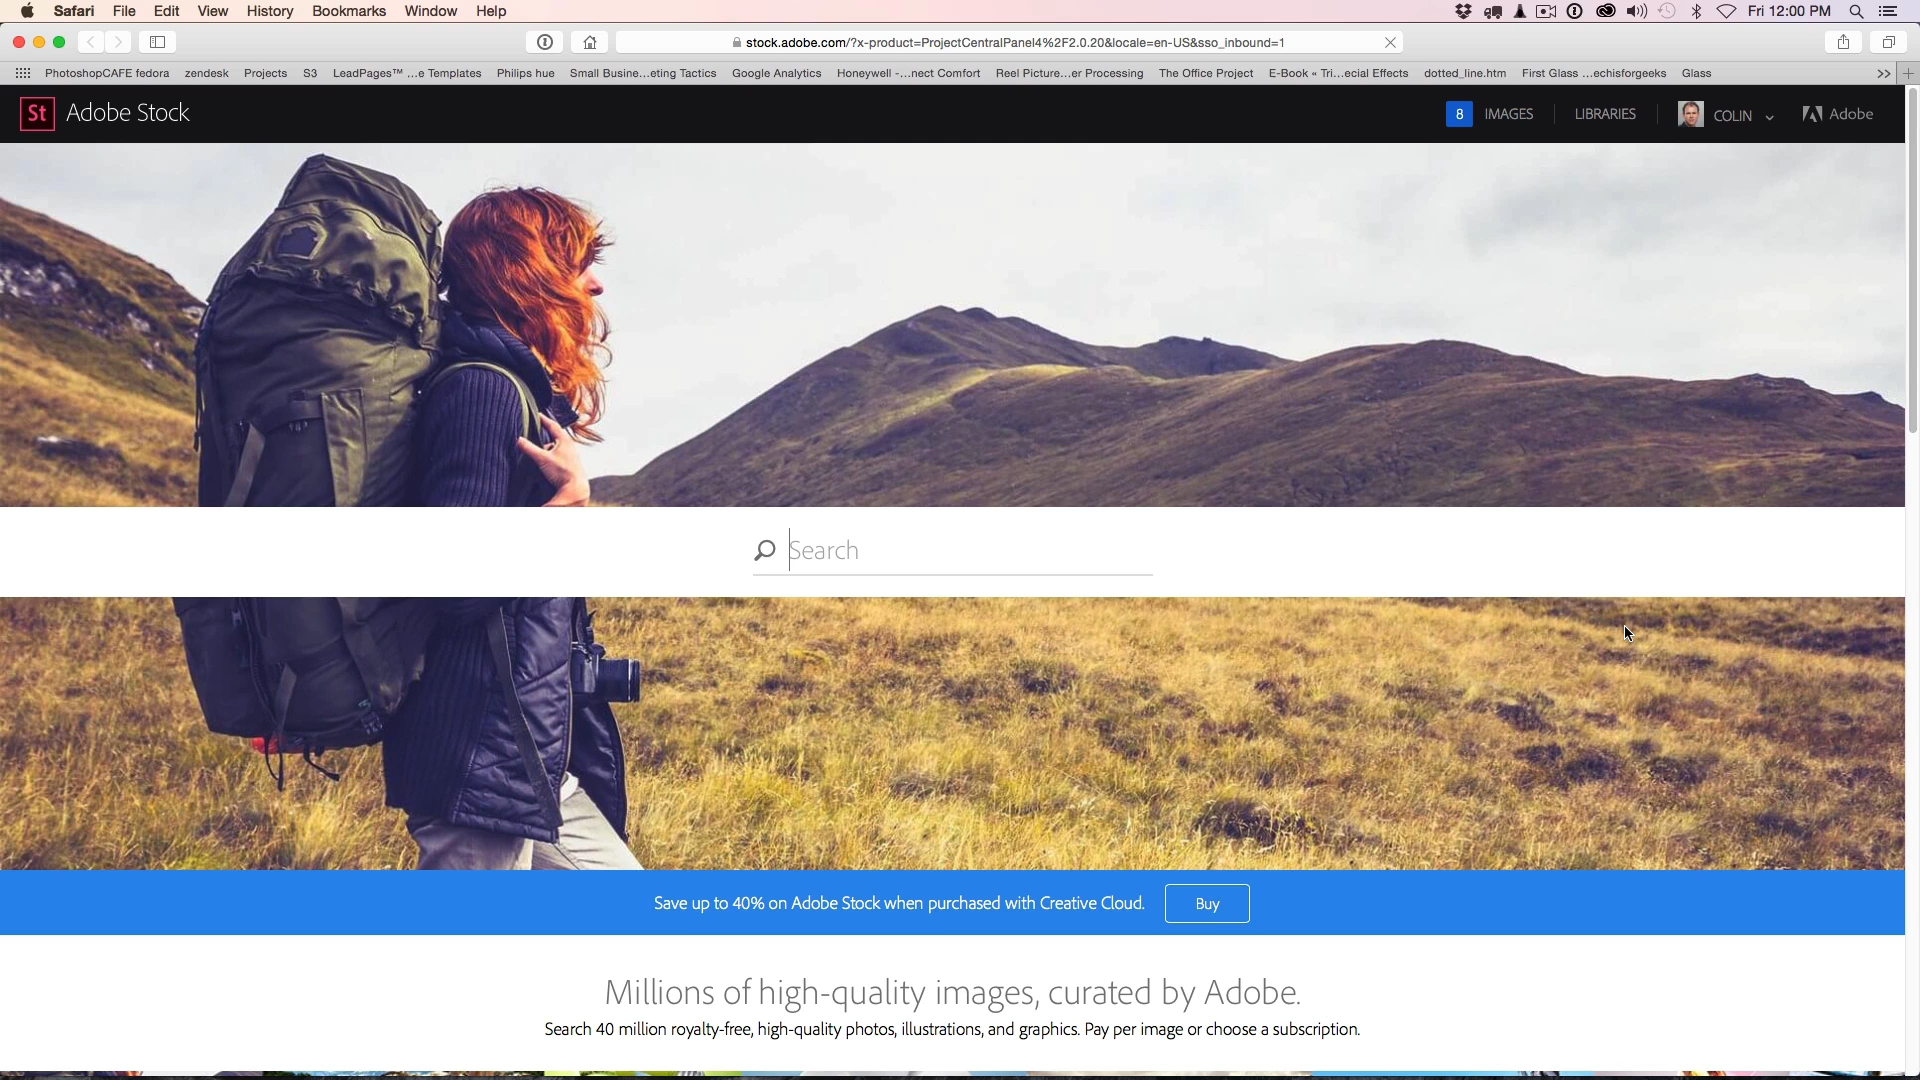 Safari File Edit View History Bookmarks Window Help Fri 12:00 PM
stock.adobe.com/?x-product=ProjectCentralPanel4%2F2.0.20&locale=en-US&sso_inbound=1
PhotoshopCAFE fedora zendesk Projects S3 LeadPages™ ...e Templates Philips hue Small Busine...eting Tactics Google Analytics Honeywell -...nect Comfort Reel Picture...er Processing The Office Project E-Book « Tri...ecial Effects dotted_line.htm First Glass ...echisforgeeks Glass
St Adobe Stock 8 IMAGES LIBRARIES COLIN Adobe
Search
Save up to 40% on Adobe Stock when purchased with Creative Cloud. Buy
Millions of high-quality images, curated by Adobe.
Search 40 million royalty-free, high-quality photos, illustrations, and graphics. Pay per image or choose a subscription.